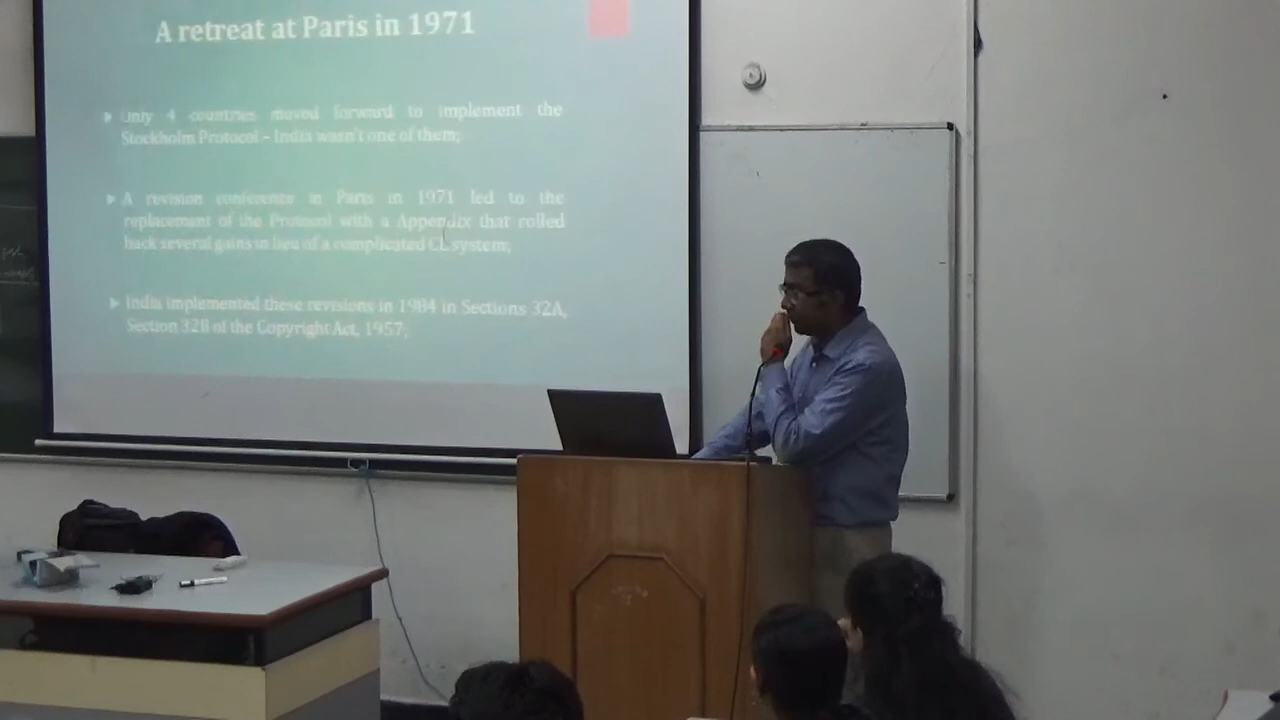 A retreat at Paris in 1971
Only 4 countries moved forward to implement the
Stockholm Protocol – India wasn't one of them;
A revision conference in Paris in 1971 led to the
replacement of the Protocol with a Appendix that rolled
back several gains in lieu of a complicated CL system;
India implemented these revisions in 1984 in Sections 32A,
Section 32B of the Copyright Act, 1957;